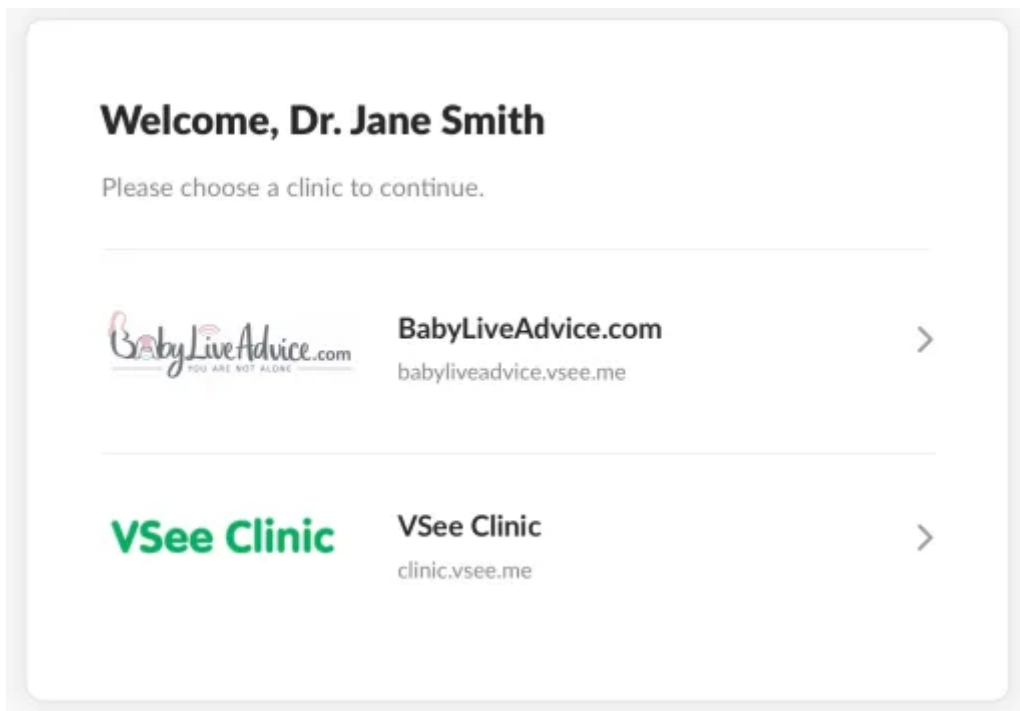 Welcome, Dr. Jane Smith
Please choose a clinic to continue.
BabyLiveAdvice.com
YOU ARE NOT ALONE
BabyLiveAdvice.com
babyliveadvice.vsee.me
VSee Clinic
VSee Clinic
clinic.vsee.me